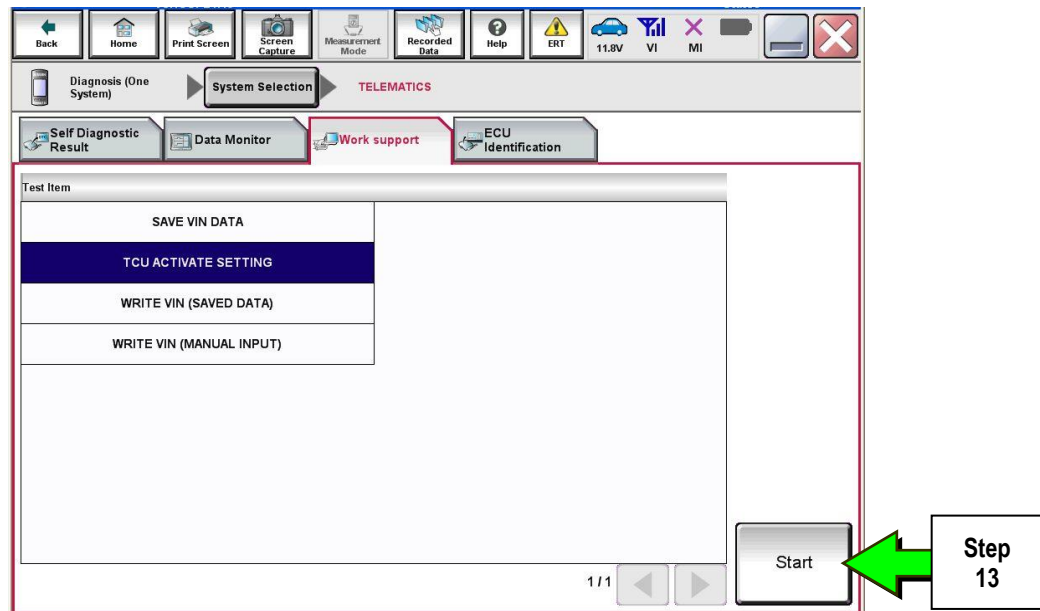 Back
Home
Print Screen
Screen
Capture
Measurement
Mode
Recorded
Data
Help
ERT
11.8V
VI
MI
Diagnosis (One
System)
System Selection
TELEMATICS
Self Diagnostic
Result
Data Monitor
Work support
ECU
Identification
Test Item
SAVE VIN DATA
TCU ACTIVATE SETTING
WRITE VIN (SAVED DATA)
WRITE VIN (MANUAL INPUT)
Start
Step
13
1/1